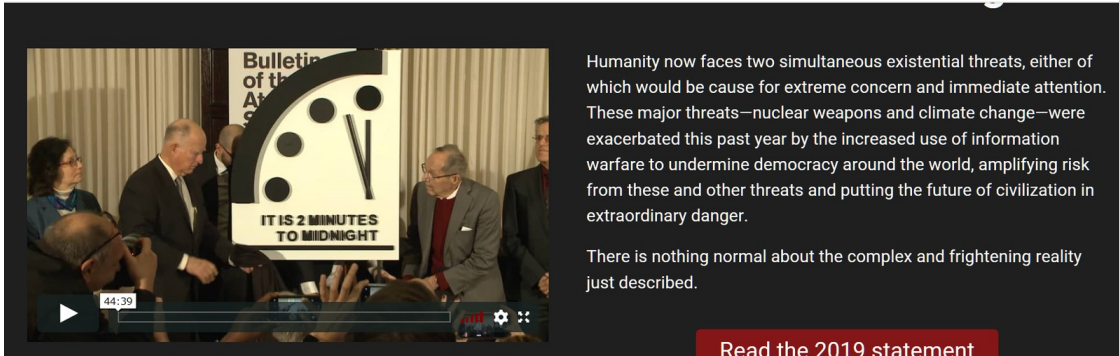 Bulletin
of th
At
IT IS 2 MINUTES
TO MIDNIGHT
44:39
Humanity now faces two simultaneous existential threats, either of
which would be cause for extreme concern and immediate attention.
These major threats—nuclear weapons and climate change—were
exacerbated this past year by the increased use of information
warfare to undermine democracy around the world, amplifying risk
from these and other threats and putting the future of civilization in
extraordinary danger.
There is nothing normal about the complex and frightening reality
just described.
Read the 2019 statement